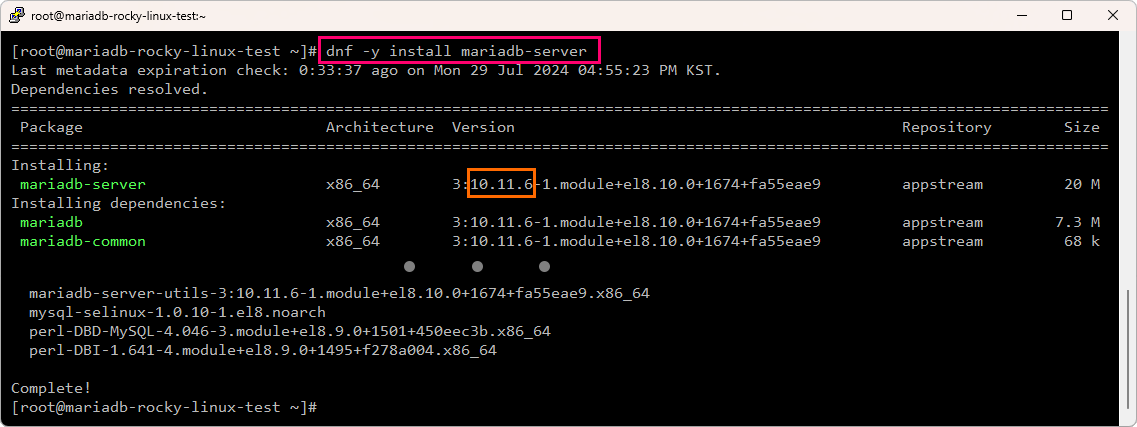 root@mariadb-rocky-linux-test:~
[root@mariadb-rocky-linux-test ~]# dnf -y install mariadb-server
Last metadata expiration check: 0:33:37 ago on Mon 29 Jul 2024 04:55:23 PM KST.
Dependencies resolved.
==========================================================================================================================
Package Architecture Version Repository Size
==========================================================================================================================
Installing:
mariadb-server x86_64 3:10.11.6-1.module+el8.10.0+1674+fa55eae9 appstream 20 M
Installing dependencies:
mariadb x86_64 3:10.11.6-1.module+el8.10.0+1674+fa55eae9 appstream 7.3 M
mariadb-common x86_64 3:10.11.6-1.module+el8.10.0+1674+fa55eae9 appstream 68 k
mariadb-server-utils-3:10.11.6-1.module+el8.10.0+1674+fa55eae9.x86_64
mysql-selinux-1.0.10-1.el8.noarch
perl-DBD-MySQL-4.046-3.module+el8.9.0+1501+450eec3b.x86_64
perl-DBI-1.641-4.module+el8.9.0+1495+f278a004.x86_64
Complete!
[root@mariadb-rocky-linux-test ~]#